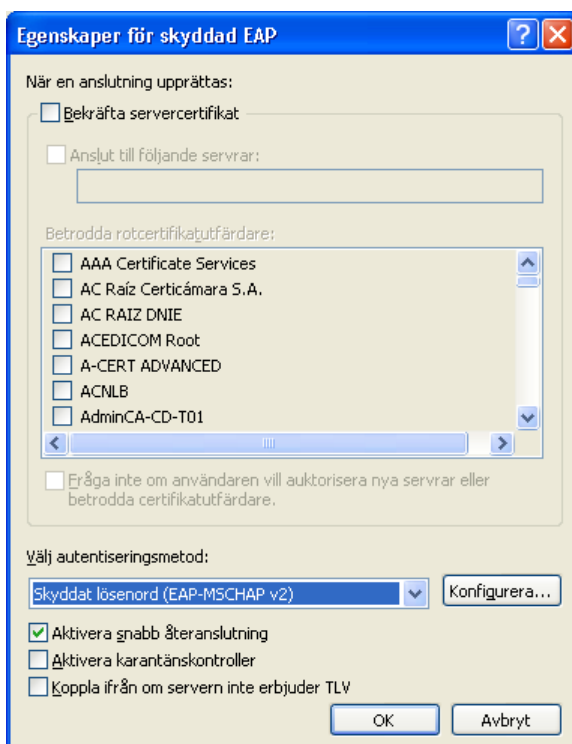 Egenskaper för skyddad EAP
När en anslutning upprättas:
Bekräfta servercertifikat
Anslut till följande servrar:
Betrodda rotcertifikatutfärdare:
AAA Certificate Services
AC Raíz Certicámara S.A.
AC RAIZ DNIE
ACEDICOM Root
A-CERT ADVANCED
ACNLB
AdminCA-CD-T01
Fråga inte om användaren vill auktorisera nya servrar eller
betrodda certifikatutfärdare.
Välj autentiseringsmetod:
Skyddat lösenord (EAP-MSCHAP v2)
Konfigurera...
Aktivera snabb återanslutning
Aktivera karantänskontroller
Koppla ifrån om servern inte erbjuder TLV
OK
Avbryt